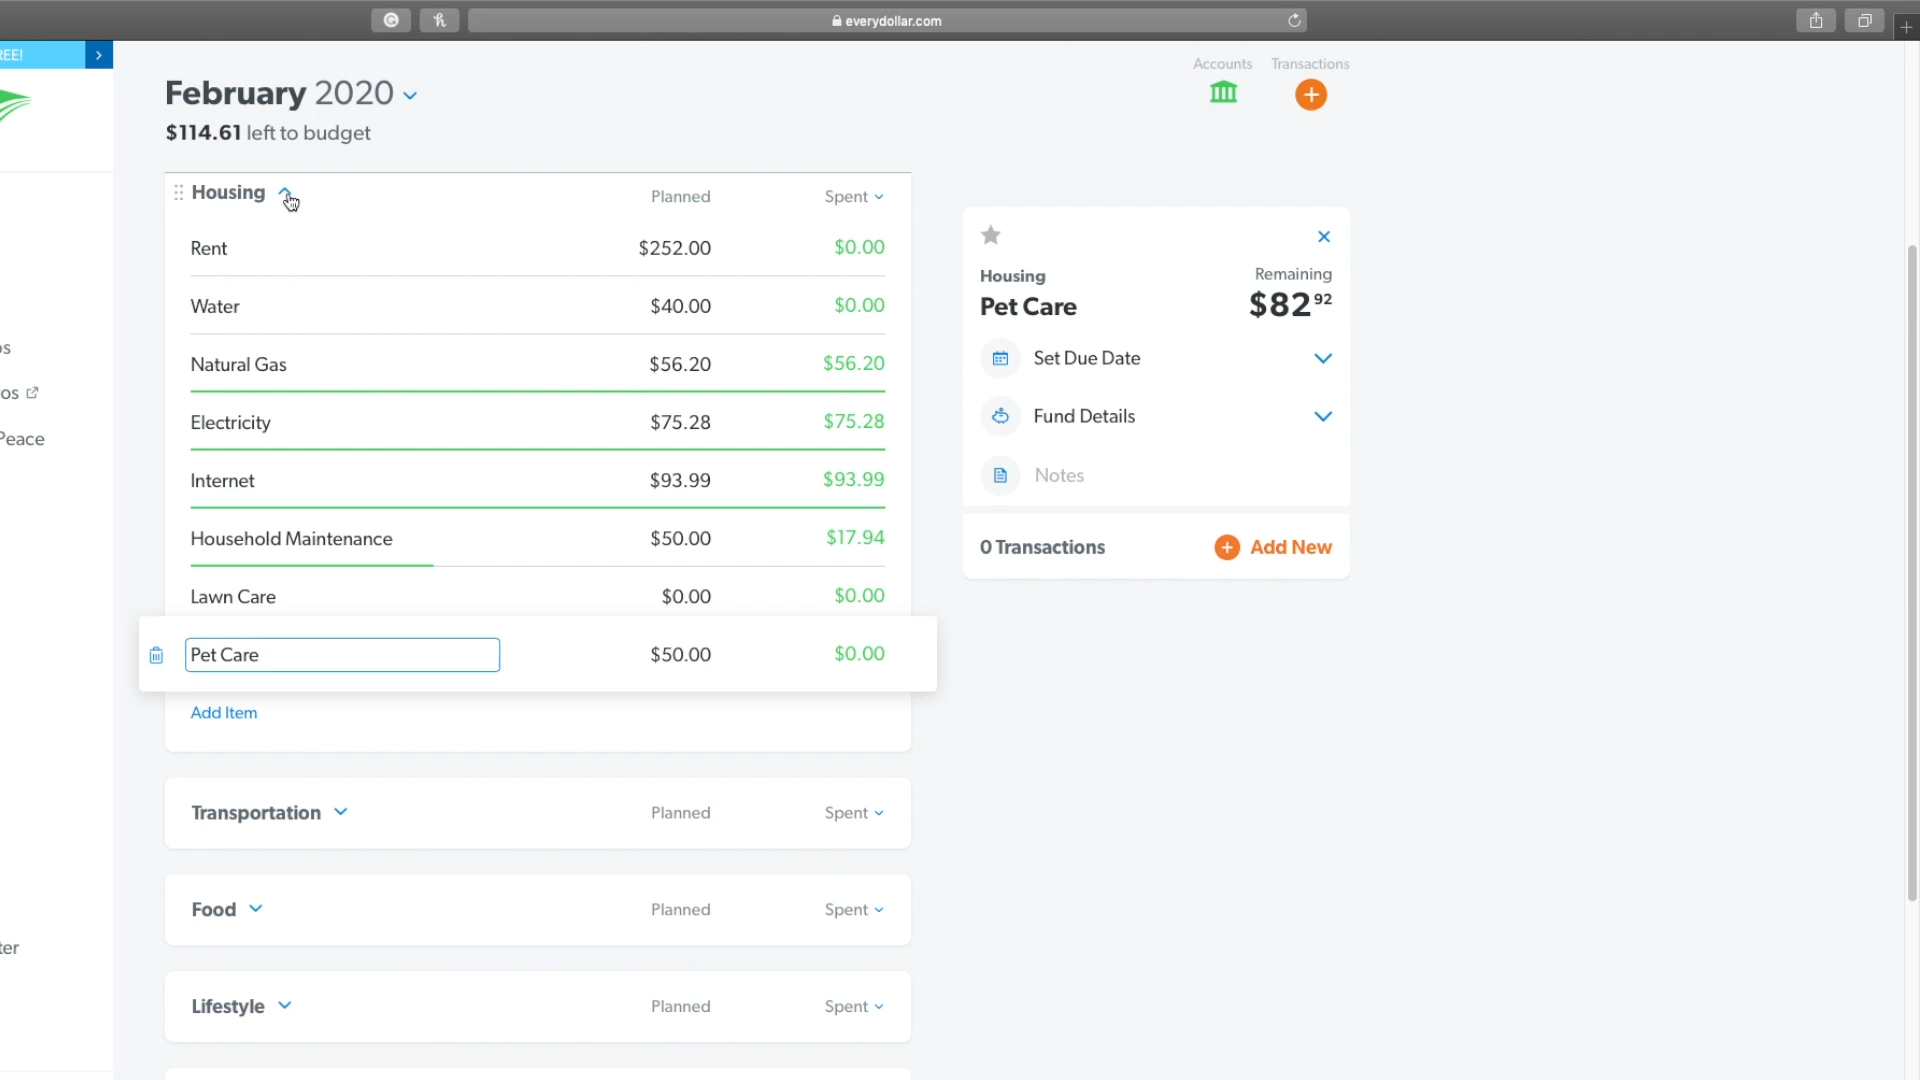 everydollar.com
REE!
February 2020
$114.61 left to budget
Accounts
Transactions
Housing Planned Spent
Rent $252.00 $0.00
Water $40.00 $0.00
Natural Gas $56.20 $56.20
Electricity $75.28 $75.28
Internet $93.99 $93.99
Household Maintenance $50.00 $17.94
Lawn Care $0.00 $0.00
Pet Care $50.00 $0.00
Add Item
Transportation Planned Spent
Food Planned Spent
Lifestyle Planned Spent
Housing Remaining
Pet Care $82 92
Set Due Date
Fund Details
Notes
0 Transactions Add New
os
os
Peace
ter